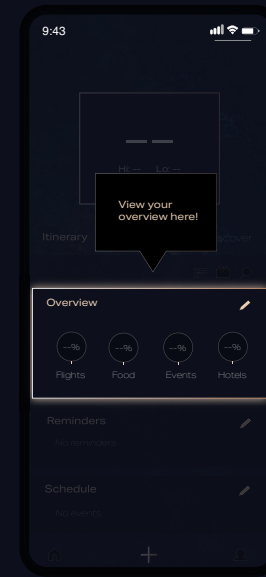 9:43
Hi: -- Lo: --
View your
overview here!
Itinerary
Overview
--% --% --% --%
Flights Food Events Hotels
Reminders
No reminders
Schedule
No events